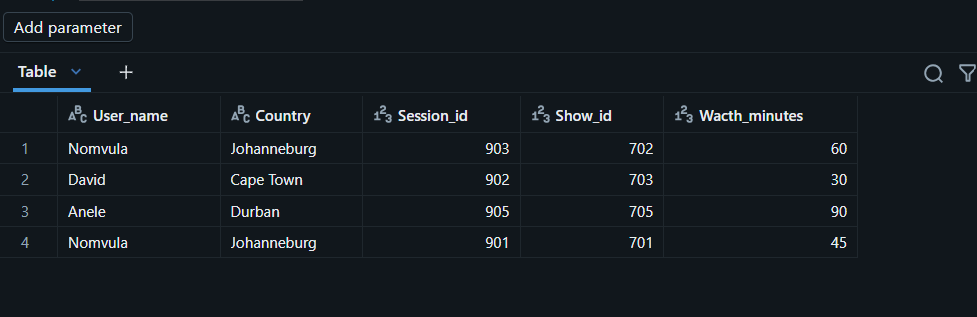 Add parameter
Table
User_name Country Session_id Show_id Wacth_minutes
1 Nomvula Johanneburg 903 702 60
2 David Cape Town 902 703 30
3 Anele Durban 905 705 90
4 Nomvula Johanneburg 901 701 45